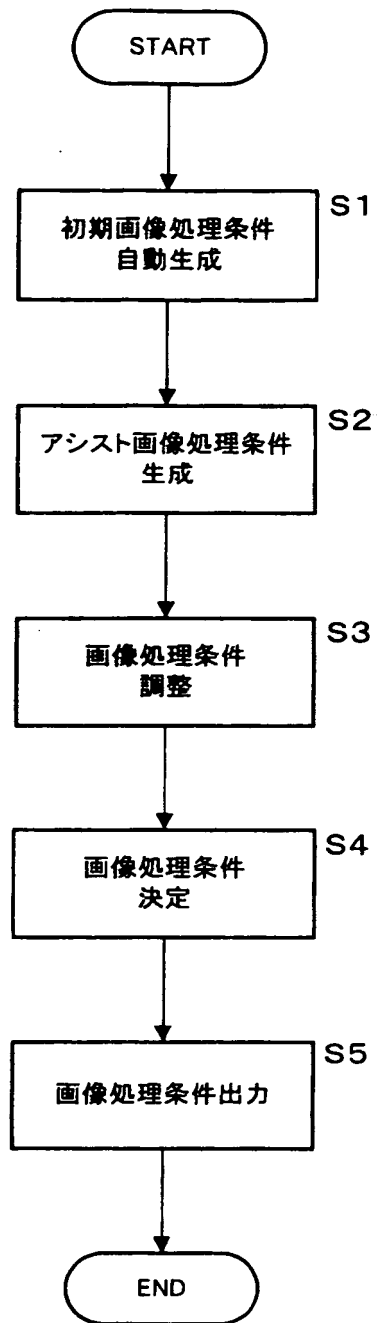 START
S1
初期画像処理条件
自動生成
S2
アシスト画像処理条件
生成
S3
画像処理条件
調整
S4
画像処理条件
決定
S5
画像処理条件出力
END